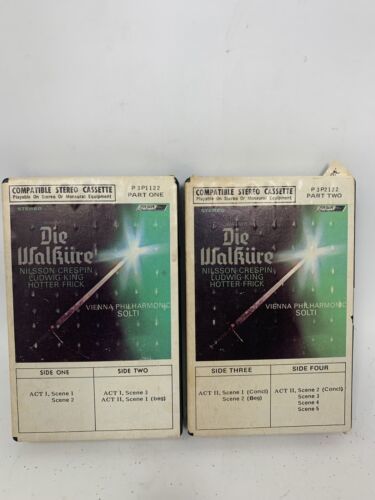 COMPATIBLE STEREO CASSETTE
Playable On Stereo Or Monaural Equipment
P 3P1122
PART ONE
STEREO
Die
Walküre
NILSSON·CRESPIN
LUDWIG·KING
HOTTER·FRICK
VIENNA PHILHARMONIC
SOLTI
SIDE ONE
SIDE TWO
ACT I, Scene 1
Scene 2
ACT I, Scene 3
ACT II, Scene 1 (beg)
COMPATIBLE STEREO CASSETTE
Playable On Stereo Or Monaural Equipment
P 3P1122
PART TWO
STEREO
Die
Walküre
NILSSON·CRESPIN
LUDWIG·KING
HOTTER·FRICK
VIENNA PHILHARMONIC
SOLTI
SIDE THREE
SIDE FOUR
ACT II, Scene 1 (Concl)
Scene 2 (Beg)
ACT II, Scene 2 (Concl)
Scene 3
Scene 4
Scene 5